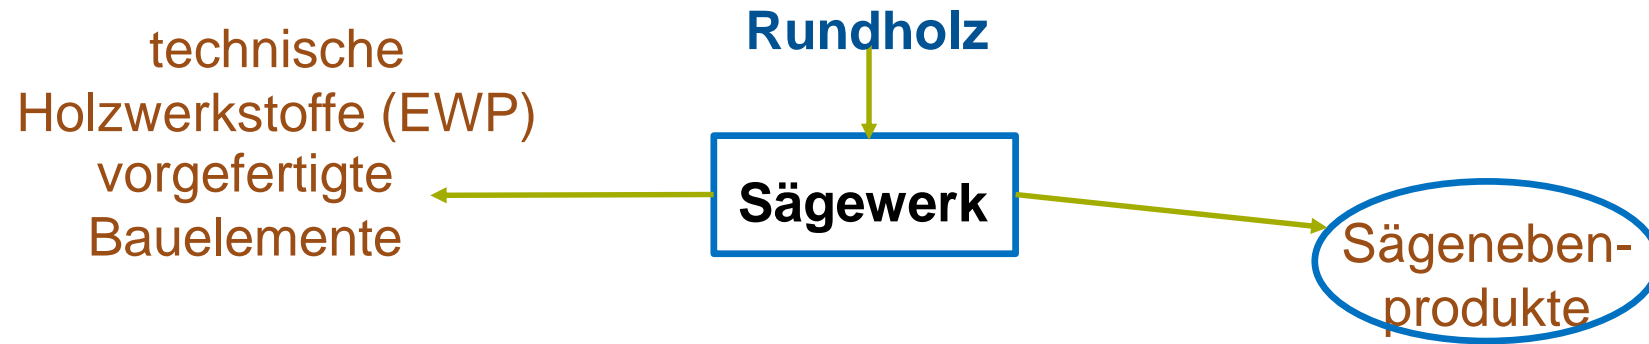 Rundholz
technische
Holzwerkstoffe (EWP)
vorgefertigte
Bauelemente
Sägewerk
Sägeneben-
produkte